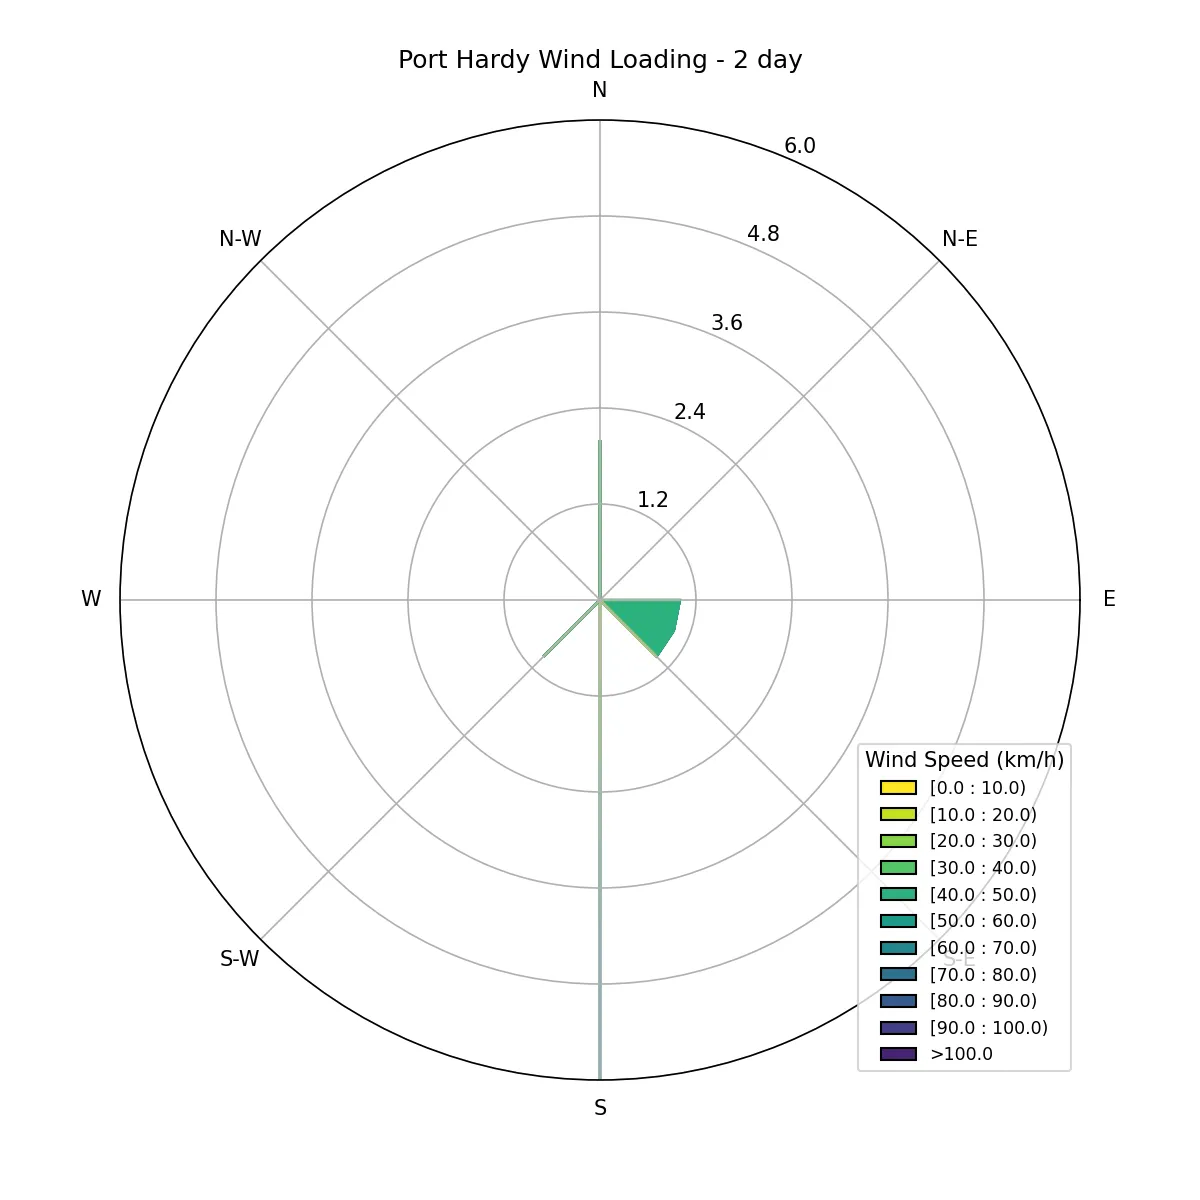 Port Hardy Wind Loading - 2 day
N
6.0
N-W
4.8
N-E
3.6
2.4
1.2
W
E
Wind Speed (km/h)
[0.0 : 10.0)
[10.0 : 20.0)
[20.0 : 30.0)
[30.0 : 40.0)
[40.0 : 50.0)
[50.0 : 60.0)
[60.0 : 70.0)
[70.0 : 80.0)
[80.0 : 90.0)
[90.0 : 100.0)
>100.0
S-W
S-E
S